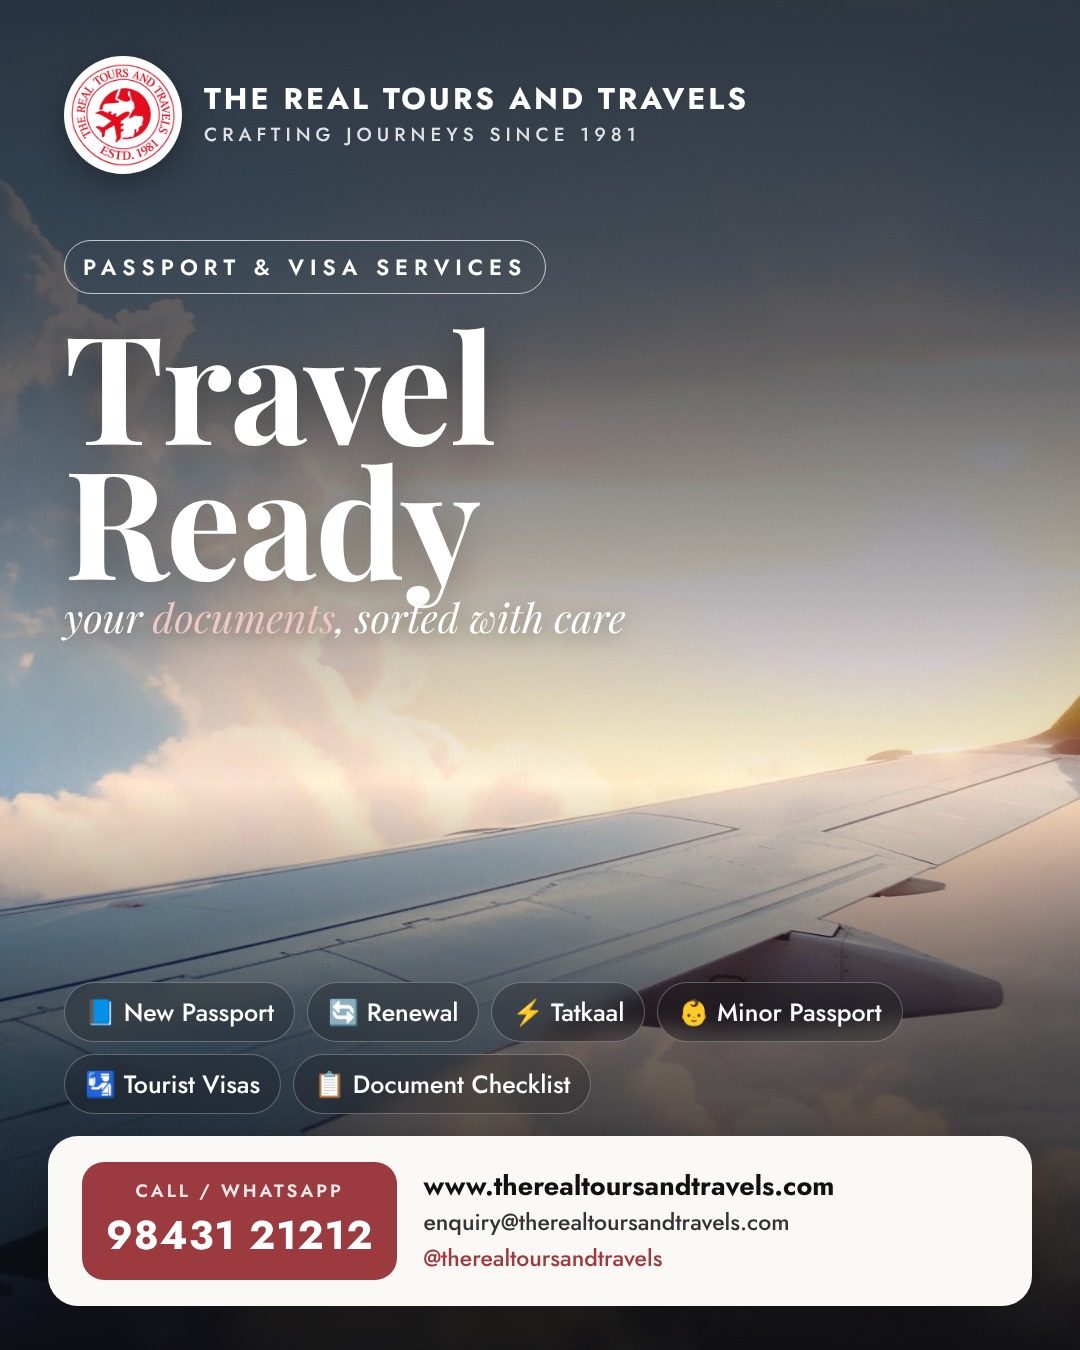 THE REAL TOURS AND TRAVELS
ESTD. 1981
THE REAL TOURS AND TRAVELS
CRAFTING JOURNEYS SINCE 1981
PASSPORT & VISA SERVICES
Travel
Ready
your documents, sorted with care
New Passport Renewal Tatkaal Minor Passport
Tourist Visas Document Checklist
CALL / WHATSAPP
98431 21212
www.therealtoursandtravels.com
enquiry@therealtoursandtravels.com
@therealtoursandtravels